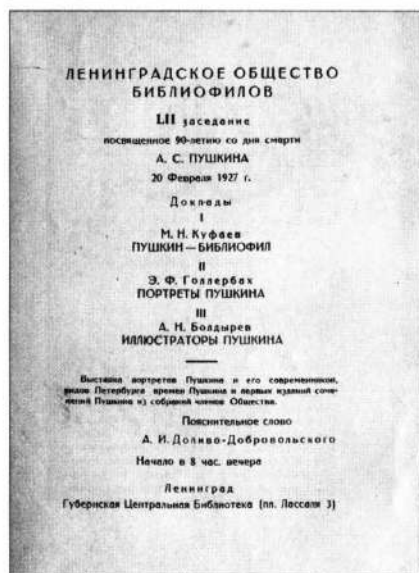 ЛЕНИНГРАДСКОЕ ОБЩЕСТВО
БИБЛИОФИЛОВ
LII заседание
посвященное 90-летию со дня смерти
А. С. ПУШКИНА
20 Февраля 1927 г.
Доклады
I
М. Н. Куфаев
ПУШКИН — БИБЛИОФИЛ
II
Э. Ф. Голлербах
ПОРТРЕТЫ ПУШКИНА
III
А. Н. Болдырев
ИЛЛЮСТРАТОРЫ ПУШКИНА
Выставка портретов Пушкина и его современников,
видов Петербурга времен Пушкина и первых изданий сочи-
нений Пушкина из собраний членов Общества.
Пояснительное слово
А. И. Доливо-Добровольского
Начало в 8 час. вечера
Ленинград
Губернская Центральная Библиотека (пл. Лассаля 3)